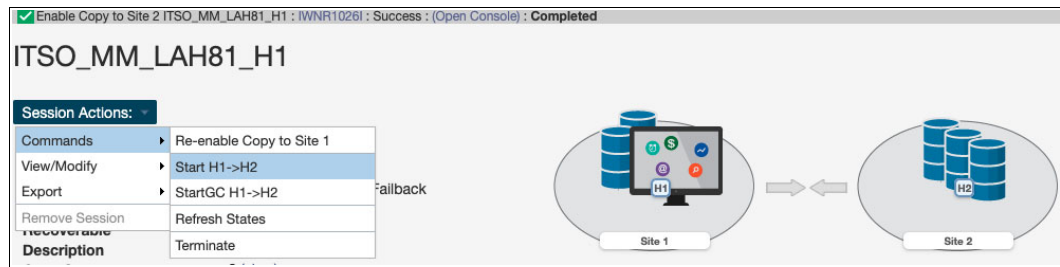 Enable Copy to Site 2 ITSO_MM_LAH81_H1 : IWNR1026I : Success : (Open Console) : Completed
ITSO_MM_LAH81_H1
Session Actions:
Commands
Re-enable Copy to Site 1
View/Modify
Start H1->H2
Export
StartGC H1->H2
Failback
Remove Session
Refresh States
Recoverable
Description
Terminate
$
@
H1
H2
Site 1
Site 2